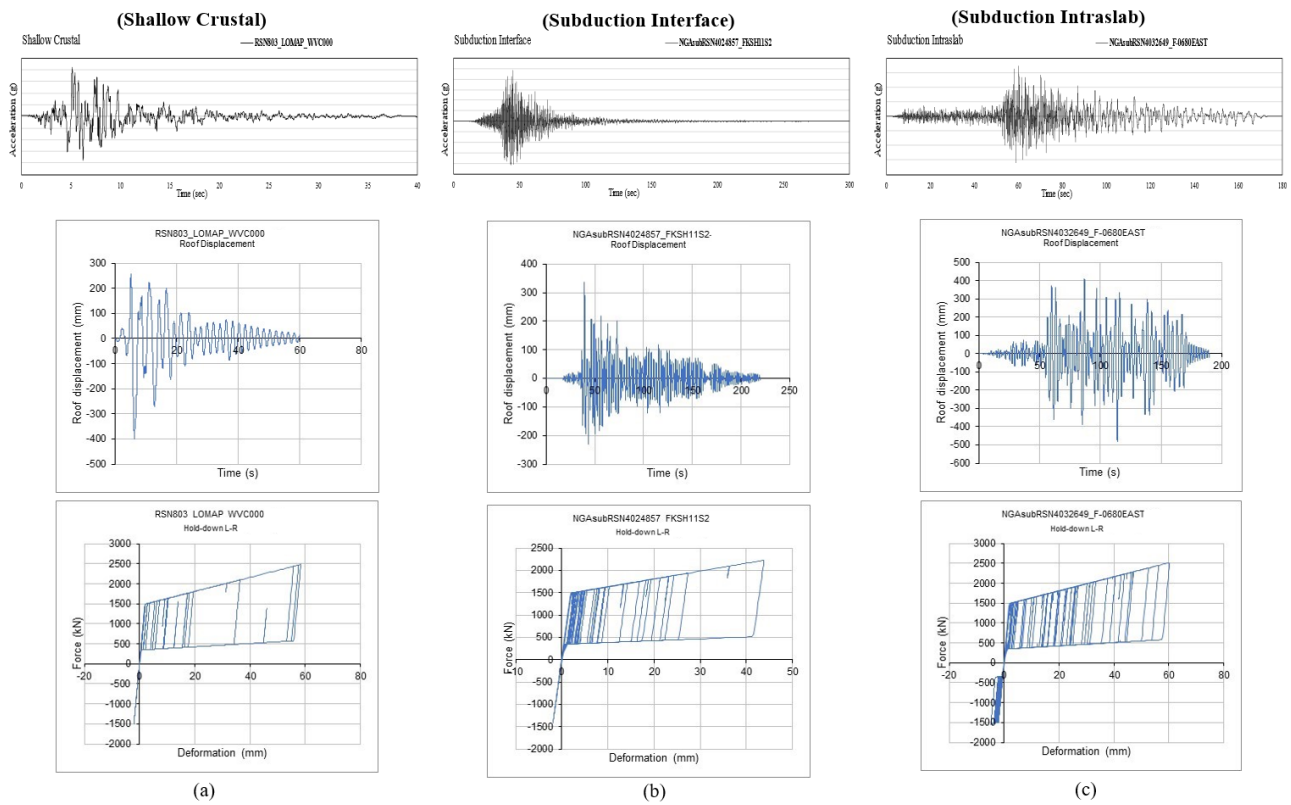 (Shallow Crustal)
Shallow Crustal
RSN803_LOMAP_WVC000
Acceleration (g)
0 5 10 15 20 25 30 35 40
Time (sec)
(Subduction Interface)
Subduction Interface
NGAsubRSN4024857_FKSH11S2
Acceleration (g)
0 50 100 150 200 250 300
Time (sec)
(Subduction Intraslab)
Subduction Intraslab
NGAsubRSN4032649_F-0680EAST
Acceleration (g)
0 20 40 60 80 100 120 140 160 180
Time (sec)
RSN803_LOMAP_WVC000
Roof Displacement
Roof displacement (mm)
300
200
100
0
-100
-200
-300
-400
-500
0 20 40 60 80
Time (s)
NGAsubRSN4024857_FKSH11S2-
Roof Displacement
Roof displacement (mm)
400
300
200
100
0
-100
-200
-300
0 50 100 150 200 250
Time (s)
NGAsubRSN4032649_F-0680EAST
Roof Displacement
Roof displacement (mm)
500
400
300
200
100
0
-100
-200
-300
-400
-500
-600
0 50 100 150 200
Time (s)
RSN803 LOMAP WVC000
Hold-down L-R
Force (kN)
3000
2500
2000
1500
1000
500
0
-500
-1000
-1500
-2000
-20 0 20 40 60 80
Deformation (mm)
(a)
NGAsubRSN4024857 FKSH11S2
Hold-down L-R
Force (kN)
2500
2000
1500
1000
500
0
-500
-1000
-1500
-2000
10 0 10 20 30 40 50
Deformation (mm)
(b)
NGAsubRSN4032649_F-0680EAST
Hold-down L-R
Force (kN)
3000
2500
2000
1500
1000
500
0
-500
-1000
-1500
-2000
-20 0 20 40 60 80
Deformation (mm)
(c)